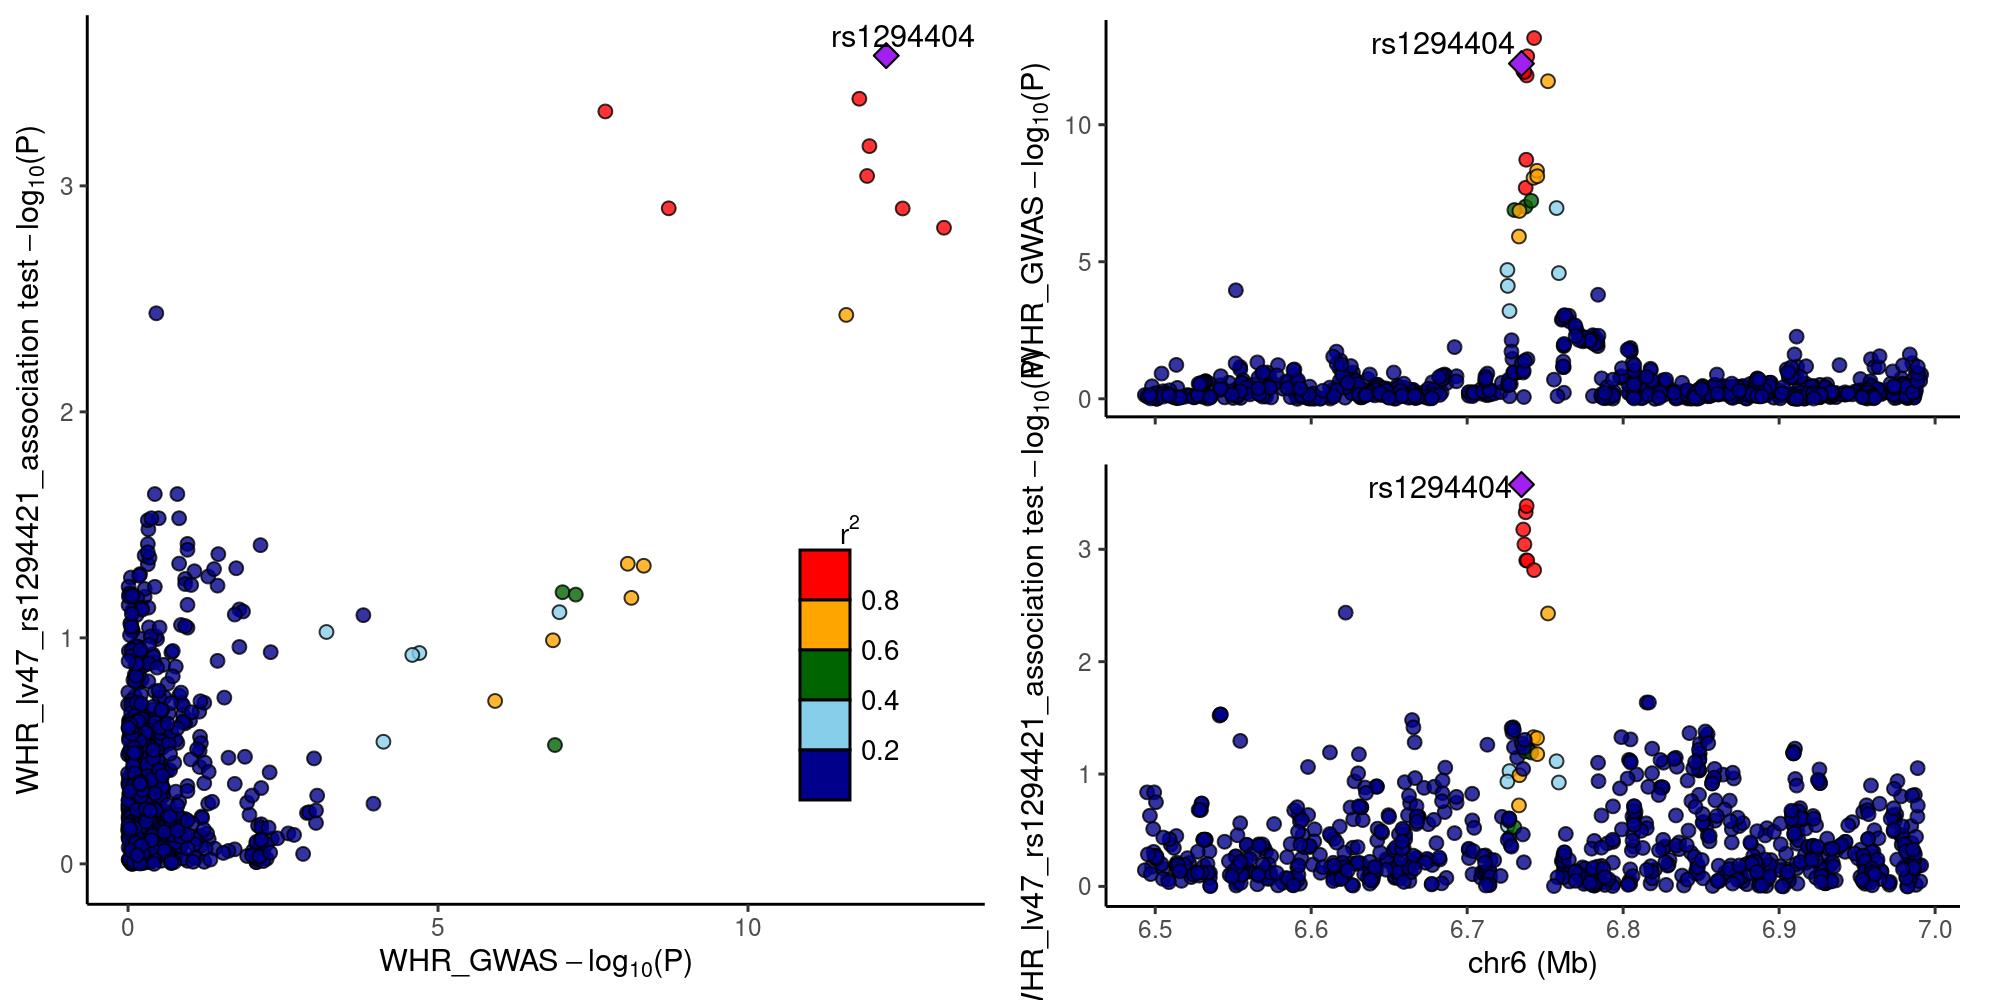 WHR_lv47_rs1294421_association test −log10(P)
rs1294404
3
2
1
0
r2
0.8
0.6
0.4
0.2
0
5
10
WHR_GWAS −log10(P)
WHR_GWAS −log10(P)
rs1294404
10
5
0
WHR_lv47_rs1294421_association test −log10(P)
rs1294404
3
2
1
0
6.5
6.6
6.7
6.8
6.9
7.0
chr6 (Mb)